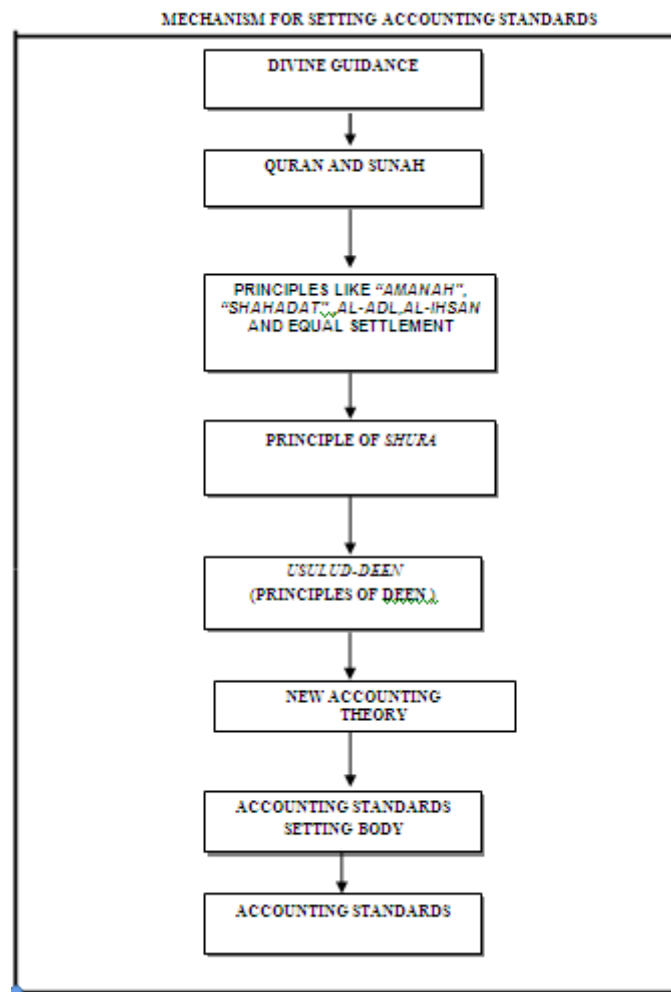 MECHANISM FOR SETTING ACCOUNTING STANDARDS
DIVINE GUIDANCE
QURAN AND SUNAH
PRINCIPLES LIKE “AMANAH”,
“SHAHADAT”, AL-ADL,AL-IHSAN
AND EQUAL SETTLEMENT
PRINCIPLE OF SHURA
USULUD-DEEN
(PRINCIPLES OF DEEN )
NEW ACCOUNTING
THEORY
ACCOUNTING STANDARDS
SETTING BODY
ACCOUNTING STANDARDS